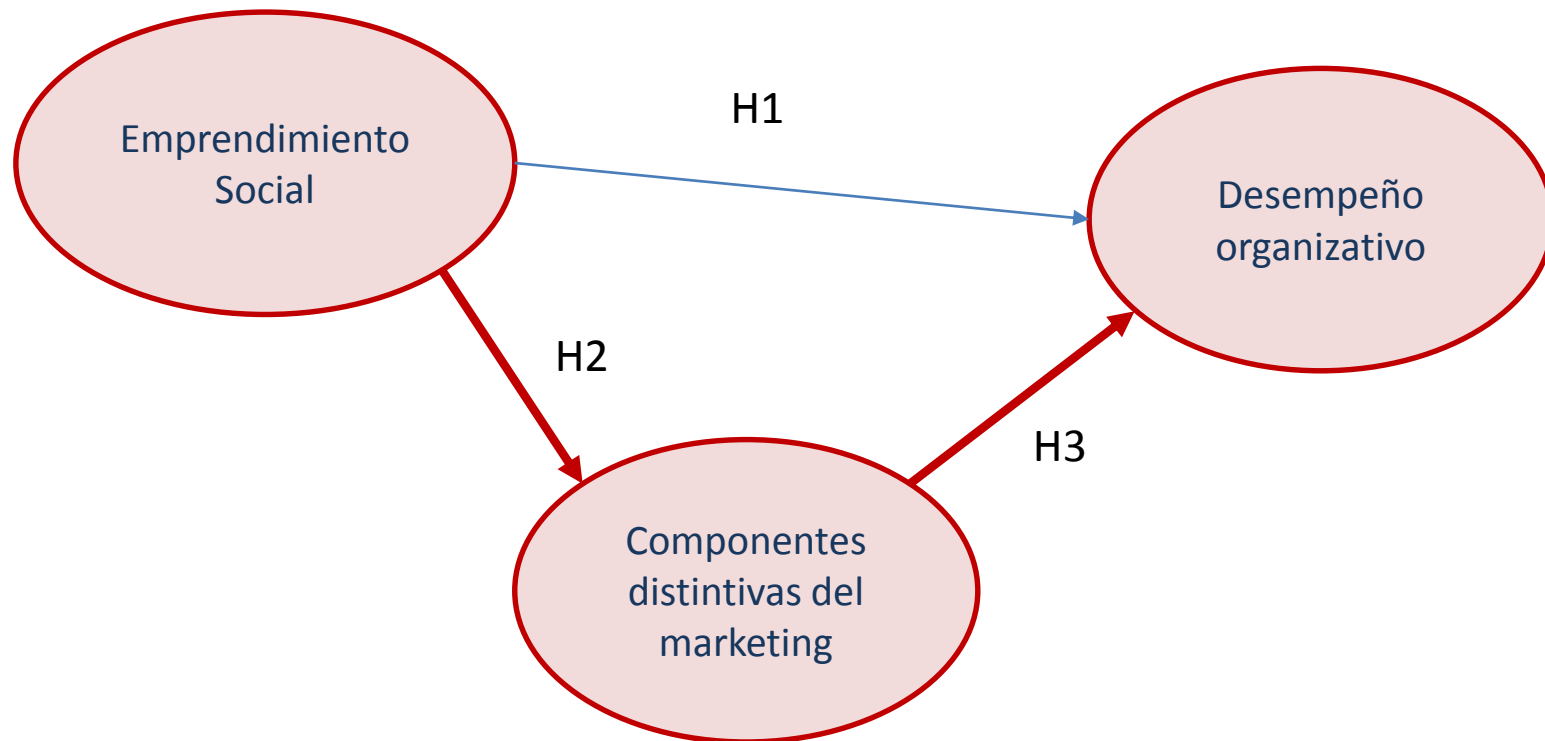 Emprendimiento
Social
H1
Desempeño
organizativo
H2
H3
Componentes
distintivas del
marketing